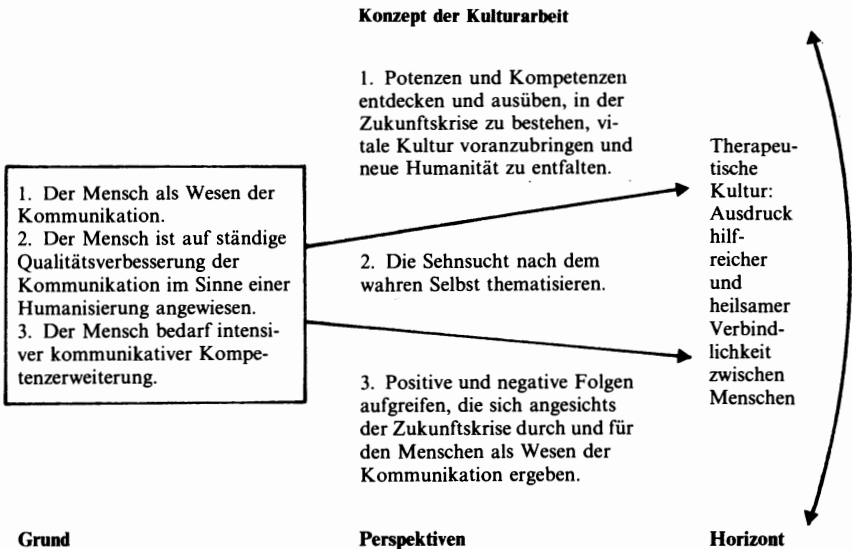 Konzept der Kulturarbeit
1. Der Mensch als Wesen der
Kommunikation.
2. Der Mensch ist auf ständige
Qualitätsverbesserung der
Kommunikation im Sinne einer
Humanisierung angewiesen.
3. Der Mensch bedarf intensi-
ver kommunikativer Kompe-
tenzerweiterung.
1. Potenzen und Kompetenzen
entdecken und ausüben, in der
Zukunftskrise zu bestehen, vi-
tale Kultur voranzubringen und
neue Humanität zu entfalten.
2. Die Sehnsucht nach dem
wahren Selbst thematisieren.
3. Positive und negative Folgen
aufgreifen, die sich angesichts
der Zukunftskrise durch und für
den Menschen als Wesen der
Kommunikation ergeben.
Therapeu-
tische
Kultur:
Ausdruck
hilf-
reicher
und
heilsamer
Verbind-
lichkeit
zwischen
Menschen
Grund
Perspektiven
Horizont